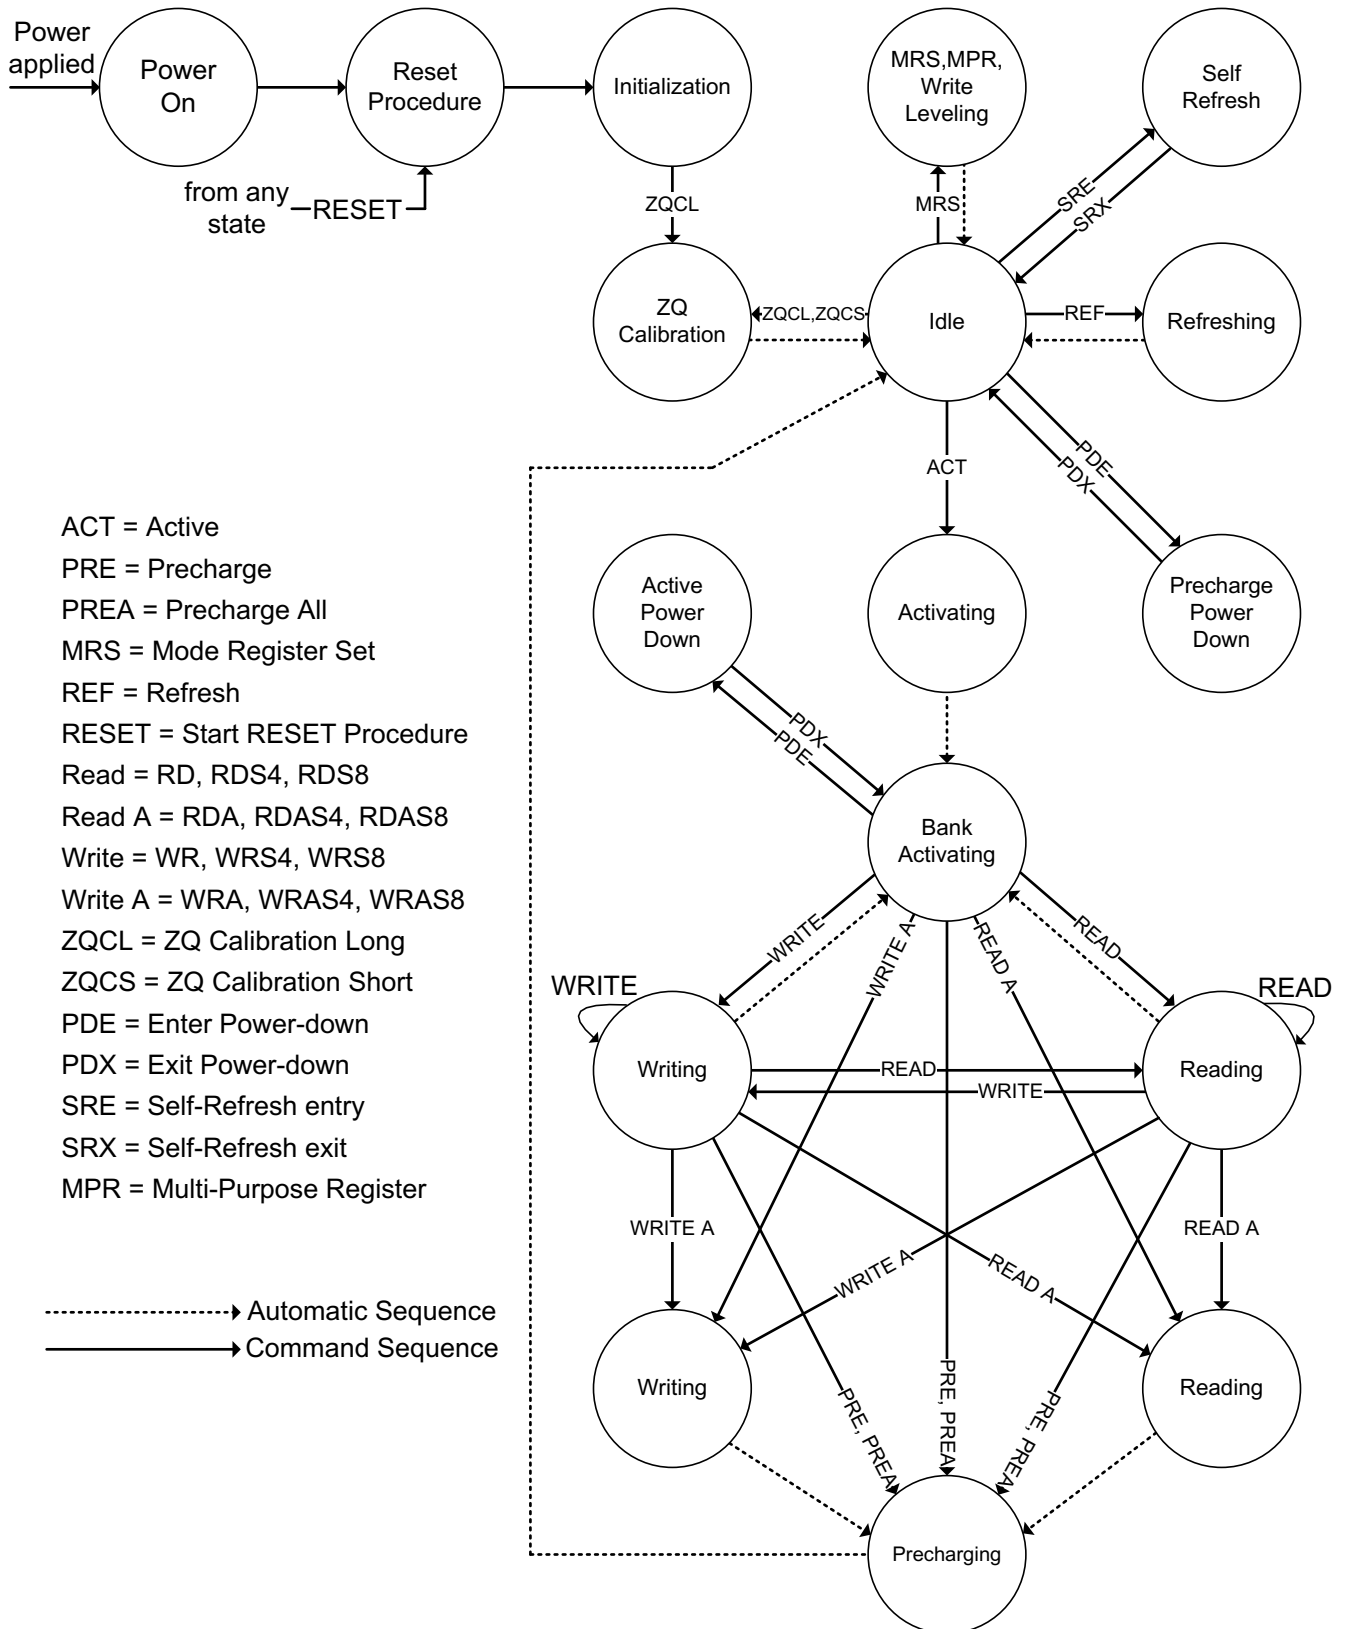 Power
applied
Power
On
Reset
Procedure
Initialization
MRS,MPR,
Write
Leveling
Self
Refresh
from any
state
RESET
ZQCL
MRS
SRE
SRX
ZQ
Calibration
ZQCL,ZQCS
Idle
REF
Refreshing
ACT
PDE
PDX
ACT = Active
PRE = Precharge
PREA = Precharge All
MRS = Mode Register Set
REF = Refresh
RESET = Start RESET Procedure
Read = RD, RDS4, RDS8
Read A = RDA, RDAS4, RDAS8
Write = WR, WRS4, WRS8
Write A = WRA, WRAS4, WRAS8
ZQCL = ZQ Calibration Long
ZQCS = ZQ Calibration Short
PDE = Enter Power-down
PDX = Exit Power-down
SRE = Self-Refresh entry
SRX = Self-Refresh exit
MPR = Multi-Purpose Register
Automatic Sequence
Command Sequence
Active
Power
Down
Activating
Precharge
Power
Down
PDX
PDE
Bank
Activating
WRITE
WRITE A
READ A
READ
WRITE
READ
Writing
READ
WRITE
Reading
WRITE A
WRITE A
READ A
READ A
Writing
PRE, PREA
PRE, PREA
PRE, PREA
Reading
Precharging